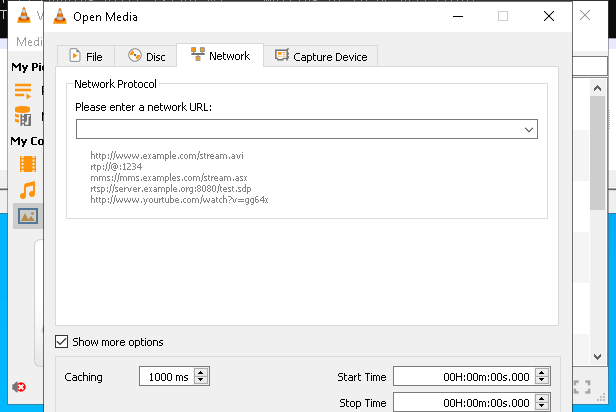 Open Media
Medi
File
Disc
Network
Capture Device
My Pi
My Co
Network Protocol
Please enter a network URL:
http://www.example.com/stream.avi
rtp://@:1234
mms://mms.examples.com/stream.asx
rtsp://server.example.org:8080/test.sdp
http://www.yourtube.com/watch?v=gg64x
Show more options
Caching
1000 ms
Start Time
00H:00m:00s.000
Stop Time
00H:00m:00s.000